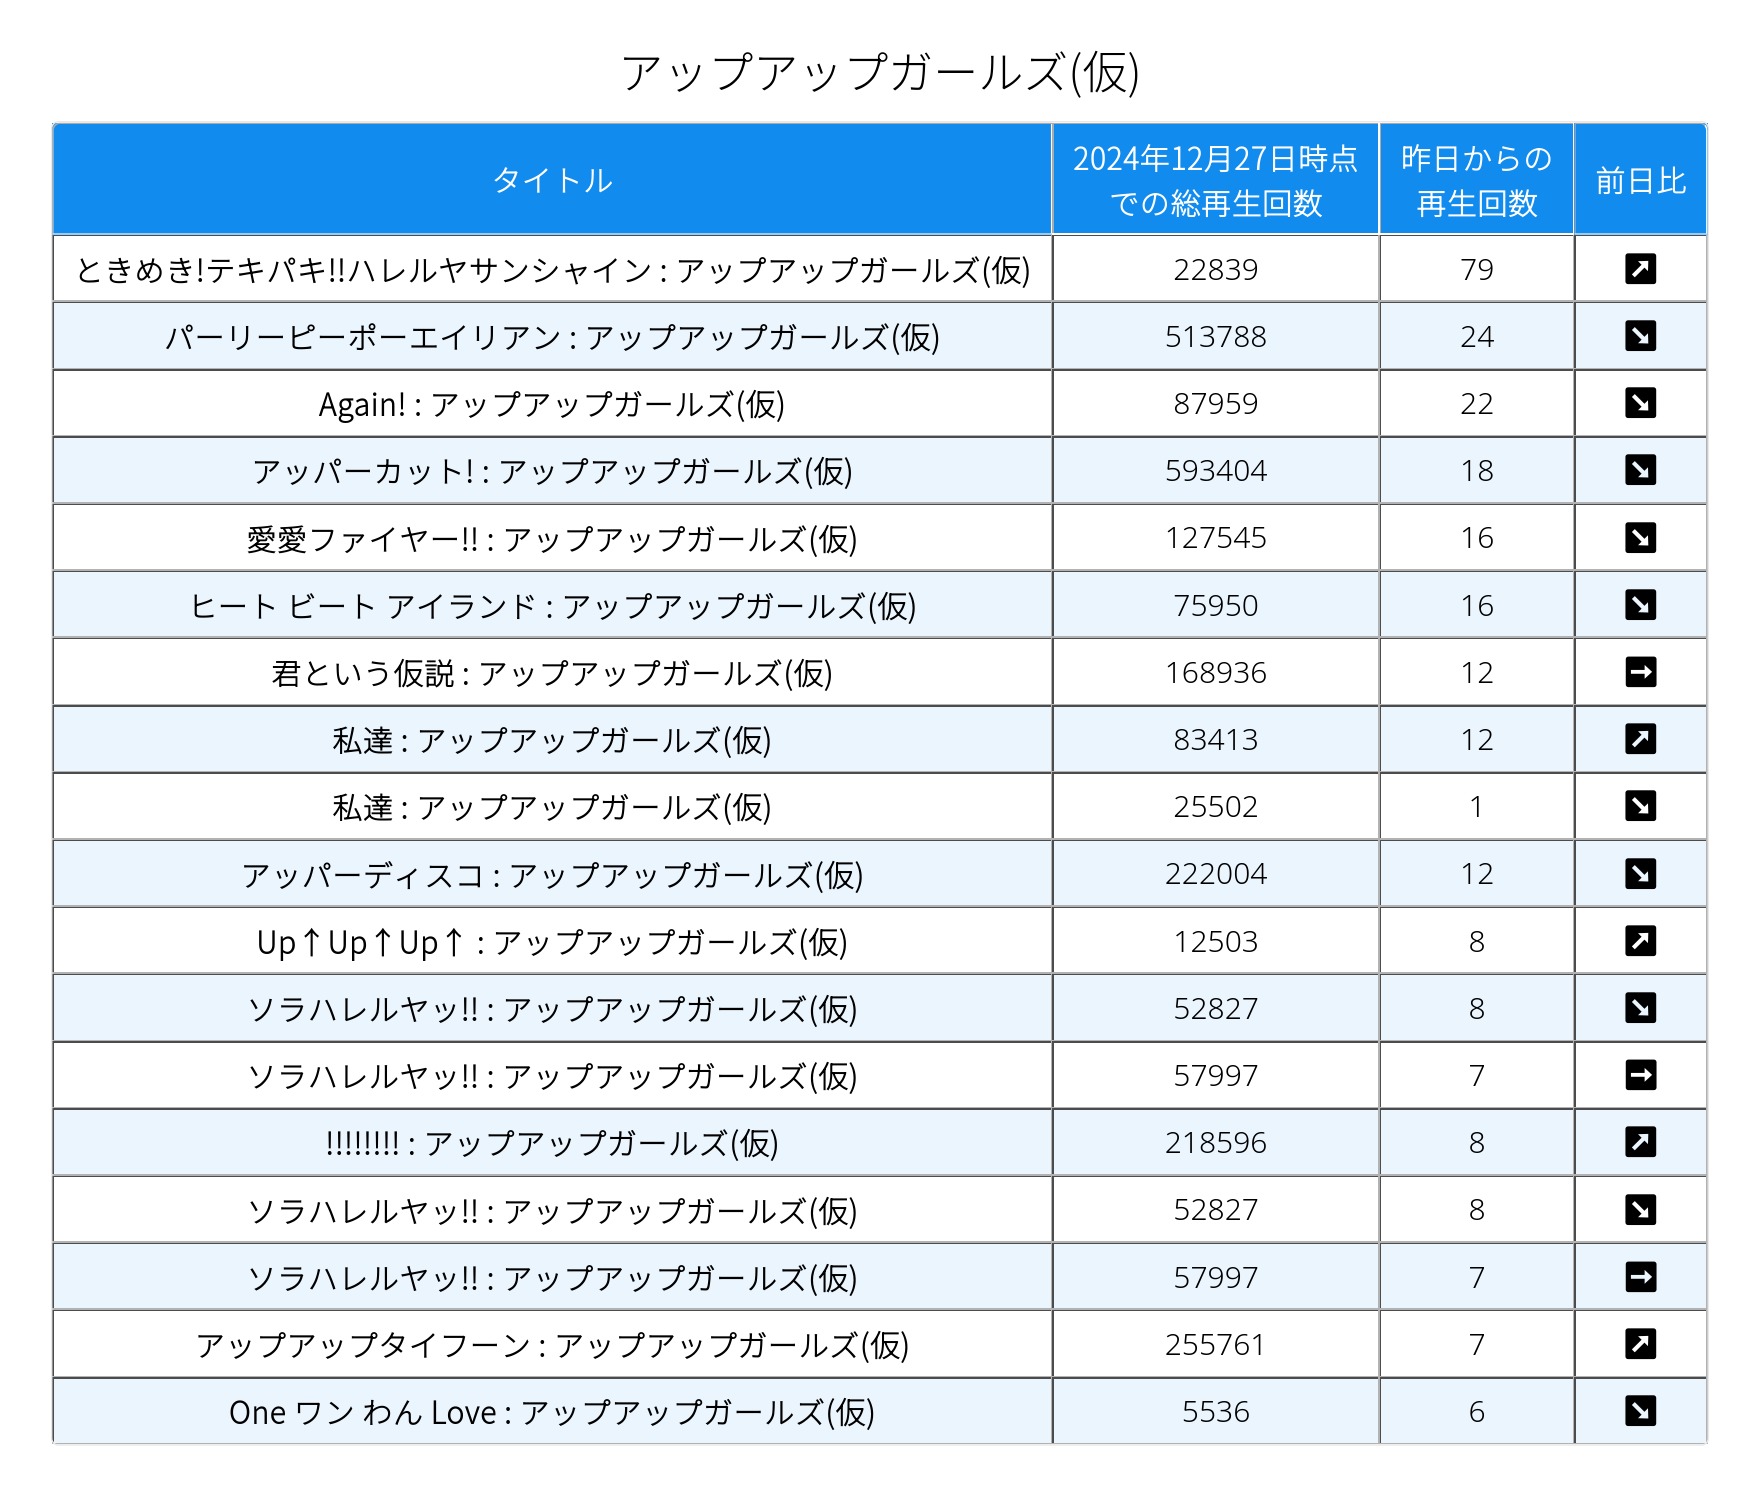 アップアップガールズ(仮)
タイトル 2024年12月27日時点での総再生回数 昨日からの再生回数 前日比
ときめき!テキパキ!!ハレルヤサンシャイン : アップアップガールズ(仮) 22839 79 ↗
パーリーピーポーエイリアン : アップアップガールズ(仮) 513788 24 ↘
Again! : アップアップガールズ(仮) 87959 22 ↘
アッパーカット! : アップアップガールズ(仮) 593404 18 ↘
愛愛ファイヤー!! : アップアップガールズ(仮) 127545 16 ↘
ヒート ビート アイランド : アップアップガールズ(仮) 75950 16 ↘
君という仮説 : アップアップガールズ(仮) 168936 12 →
私達 : アップアップガールズ(仮) 83413 12 ↗
私達 : アップアップガールズ(仮) 25502 1 ↘
アッパーディスコ : アップアップガールズ(仮) 222004 12 ↘
Up↑Up↑Up↑ : アップアップガールズ(仮) 12503 8 ↗
ソラハレルヤッ!! : アップアップガールズ(仮) 52827 8 ↘
ソラハレルヤッ!! : アップアップガールズ(仮) 57997 7 →
!!!!!!!! : アップアップガールズ(仮) 218596 8 ↗
ソラハレルヤッ!! : アップアップガールズ(仮) 52827 8 ↘
ソラハレルヤッ!! : アップアップガールズ(仮) 57997 7 →
アップアップタイフーン : アップアップガールズ(仮) 255761 7 ↗
One ワン わん Love : アップアップガールズ(仮) 5536 6 ↘